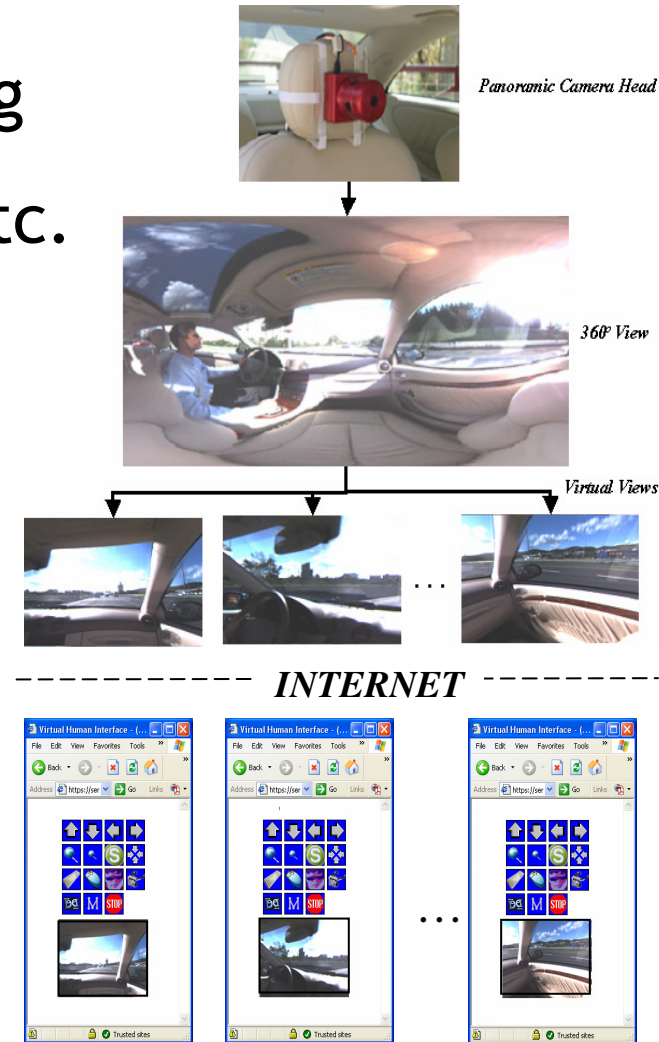 g
tc.
Panoramic Camera Head
360º View
Virtual Views
. . .
INTERNET
Virtual Human Interface - (...
File Edit View Favorites Tools »
Back
Address https://ser Go Links
S
M STOP
Trusted sites
Virtual Human Interface - (...
File Edit View Favorites Tools »
Back
Address https://ser Go Links
S
M STOP
Trusted sites
. . .
Virtual Human Interface - (...
File Edit View Favorites Tools »
Back
Address https://ser Go Links
S
M STOP
Trusted sites